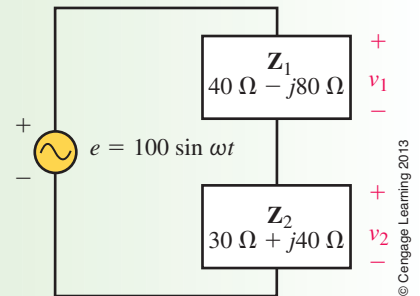 +
Z₁
40 Ω − j80 Ω
v₁
−
+
e = 100 sin ωt
−
+
Z₂
30 Ω + j40 Ω
v₂
−
© Cengage Learning 2013